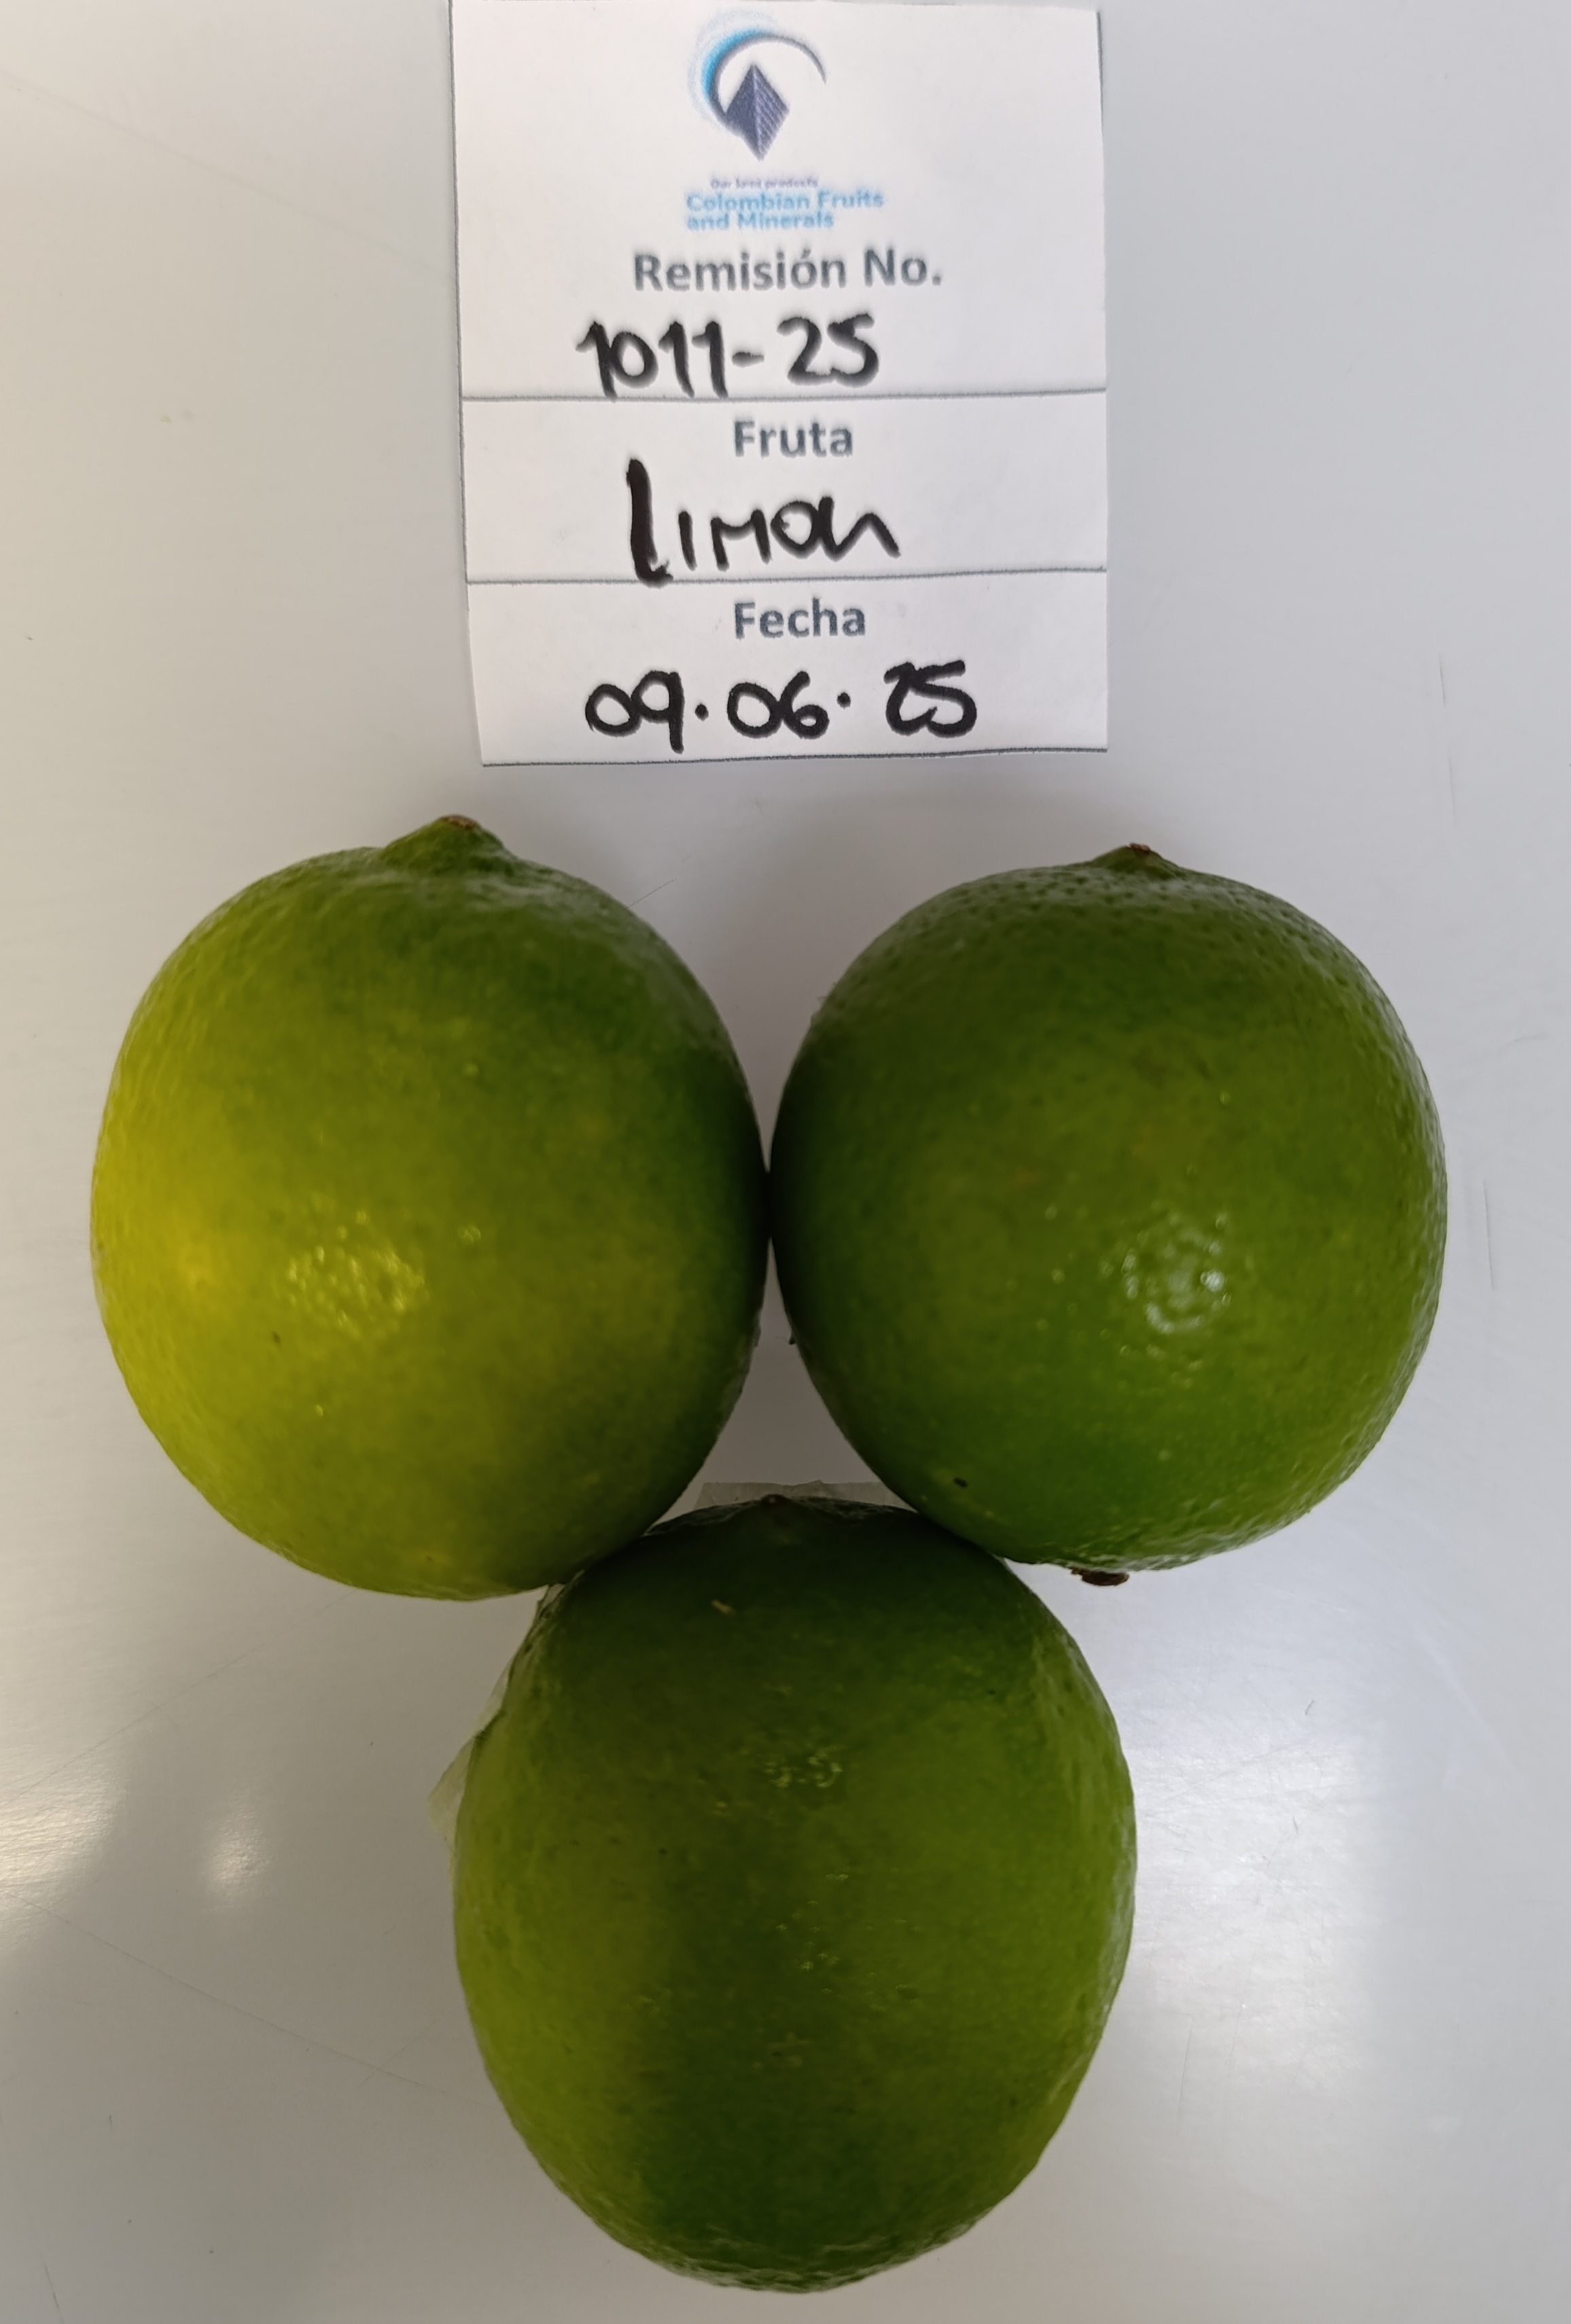 Our best products
Colombian Fruits
and Minerals
Remisión No.
1011-25
Fruta
Limon
Fecha
09.06.25